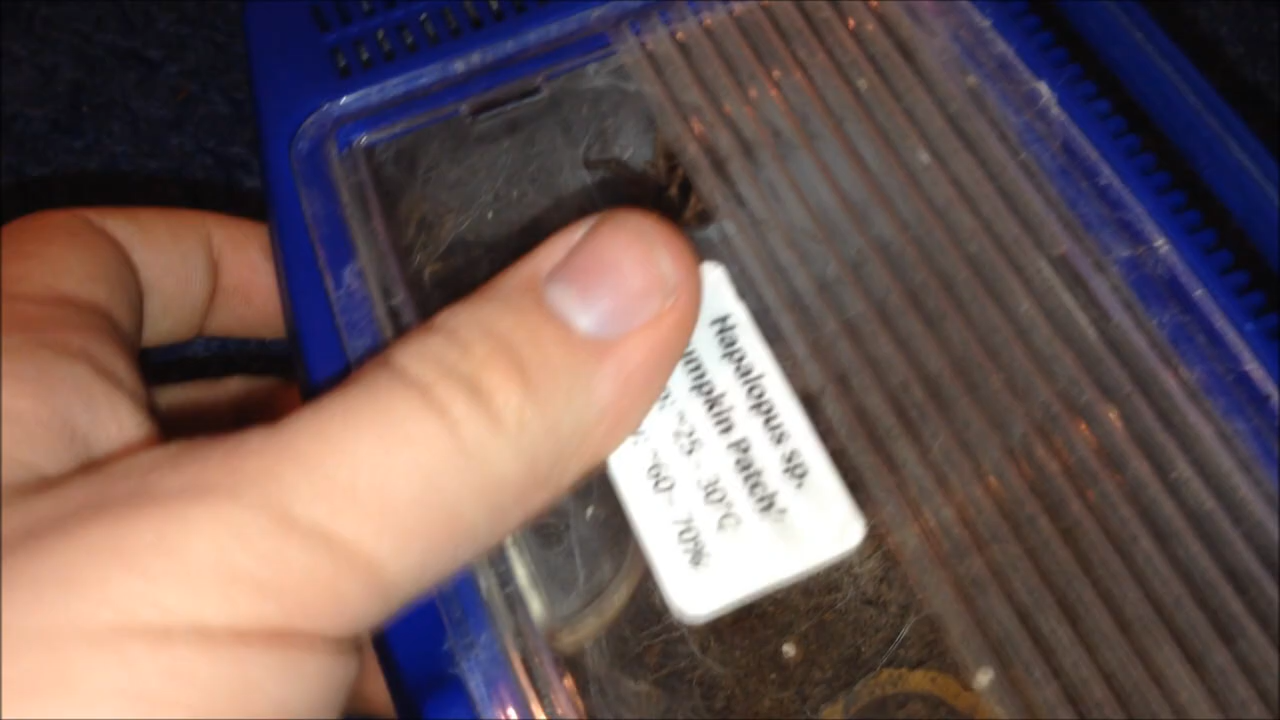 Hapalopus sp.
umpkin Patch'
: ~25 - 30°C
: ~60- 70%